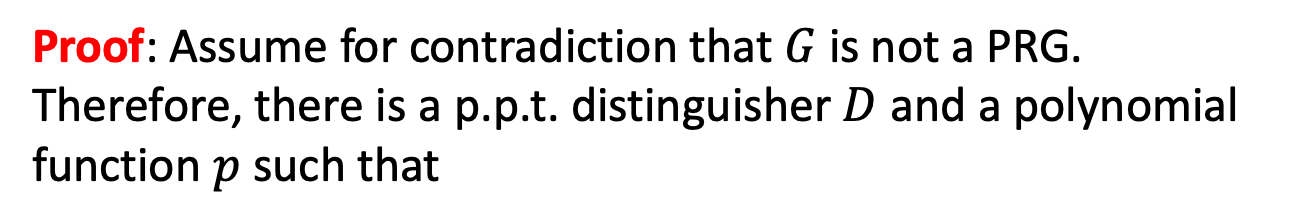 Proof: Assume for contradiction that G is not a PRG.
Therefore, there is a p.p.t. distinguisher D and a polynomial
function p such that